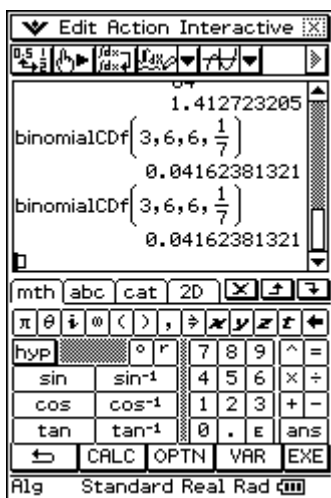 Edit Action Interactive
1.412723205
binomialCDf(3,6,6,1/7)
0.04162381321
binomialCDf(3,6,6,1/7)
0.04162381321
mth abc cat 2D
π θ i ∞ ( ) , ⇒ x y z t
hyp ° r 7 8 9 ^ =
sin sin⁻¹ 4 5 6 × ÷
cos cos⁻¹ 1 2 3 + −
tan tan⁻¹ 0 . E ans
CALC OPTN VAR EXE
Alg Standard Real Rad